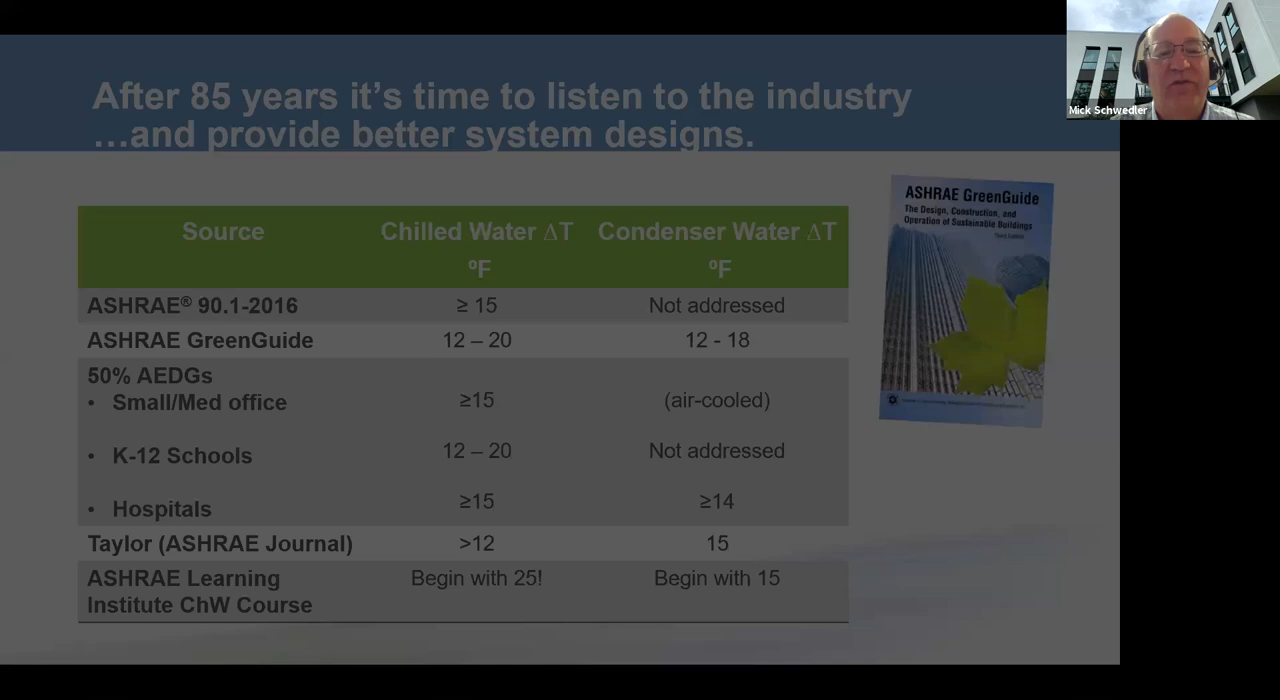 Mick Schwedler
After 85 years it's time to listen to the industry
…and provide better system designs.
Source Chilled Water ΔT Condenser Water ΔT
ºF ºF
ASHRAE® 90.1-2016 ≥ 15 Not addressed
ASHRAE GreenGuide 12 – 20 12 - 18
50% AEDGs
• Small/Med office ≥15 (air-cooled)
• K-12 Schools 12 – 20 Not addressed
• Hospitals ≥15 ≥14
Taylor (ASHRAE Journal) >12 15
ASHRAE Learning Begin with 25! Begin with 15
Institute ChW Course
ASHRAE GreenGuide
The Design, Construction, and
Operation of Sustainable Buildings